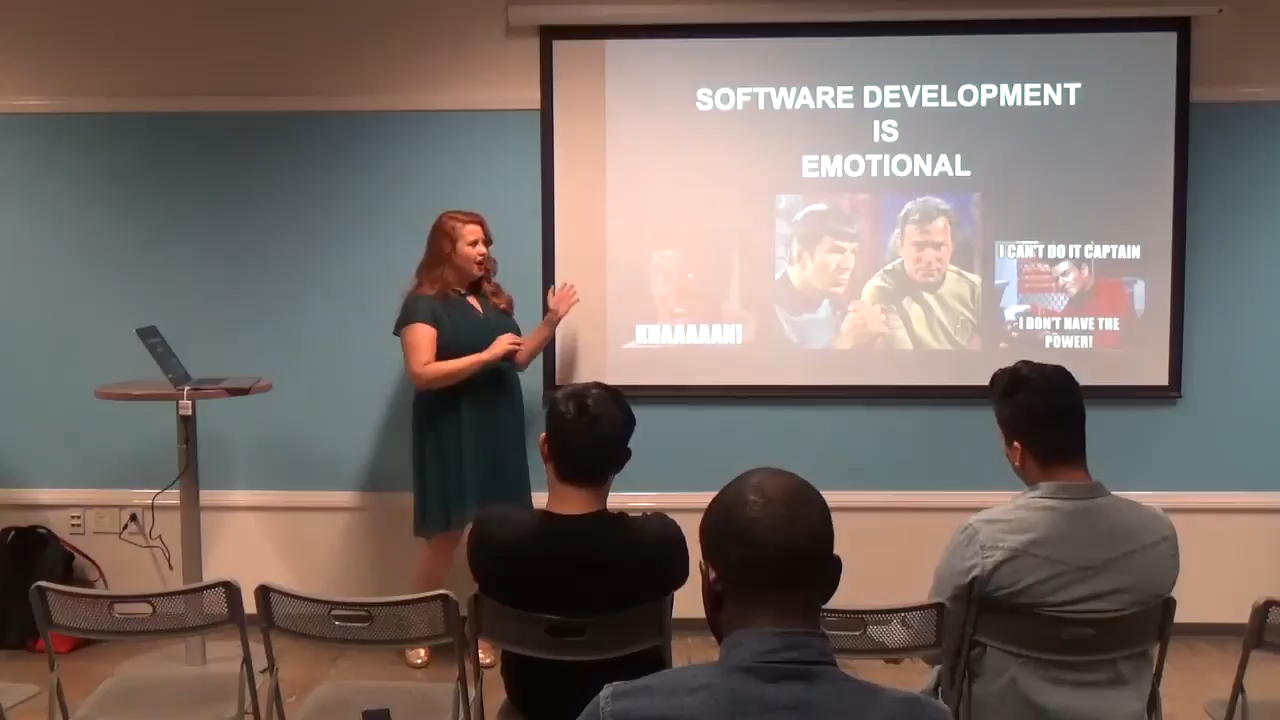 SOFTWARE DEVELOPMENT
IS
EMOTIONAL
KHAAAAAN!
I CAN'T DO IT CAPTAIN
I DON'T HAVE THE
POWER!